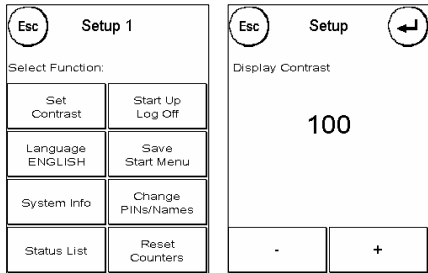 Esc
Setup 1
Select Function:
Set
Contrast
Start Up
Log Off
Language
ENGLISH
Save
Start Menu
System Info
Change
PINs/Names
Status List
Reset
Counters
Esc
Setup
Display Contrast
100
-
+